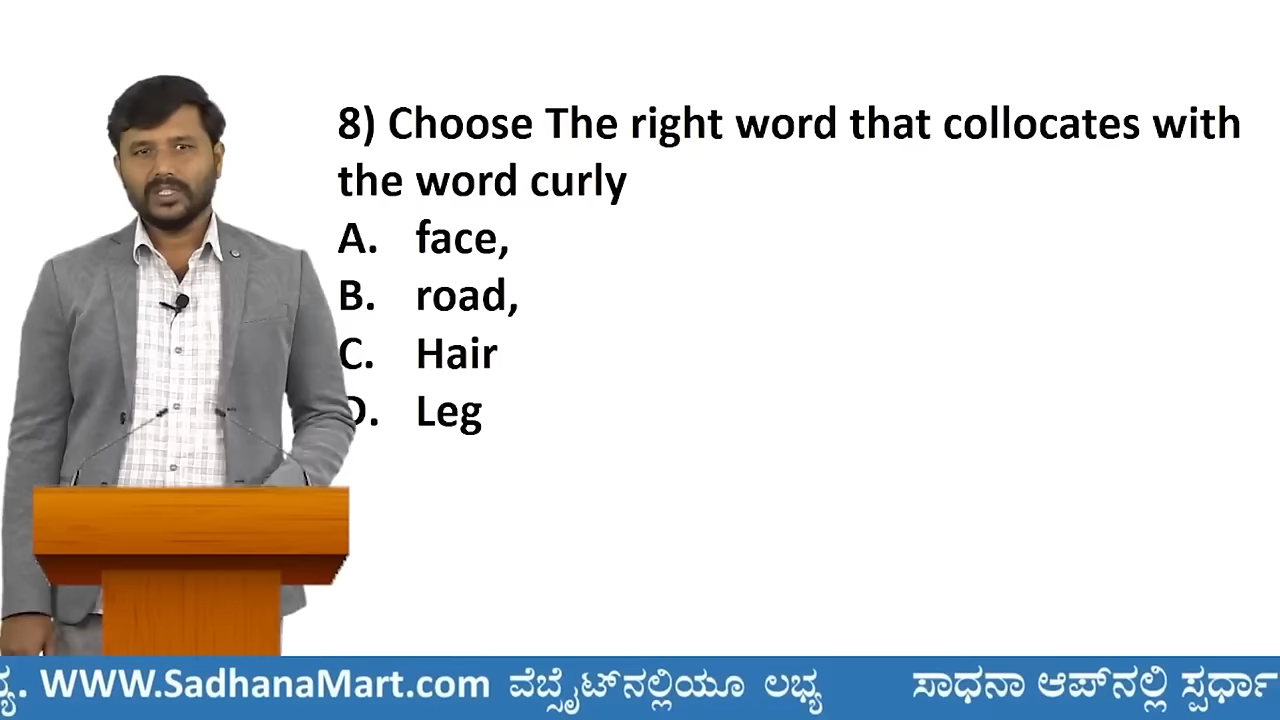 8) Choose The right word that collocates with
the word curly
A. face,
B. road,
C. Hair
D. Leg
WWW.SadhanaMart.com ವೆಬ್ಸೈಟ್‌ನಲ್ಲಿಯೂ ಲಭ್ಯ ಸಾಧನಾ ಆಪ್‌ನಲ್ಲಿ ಸ್ಪರ್ಧಾ